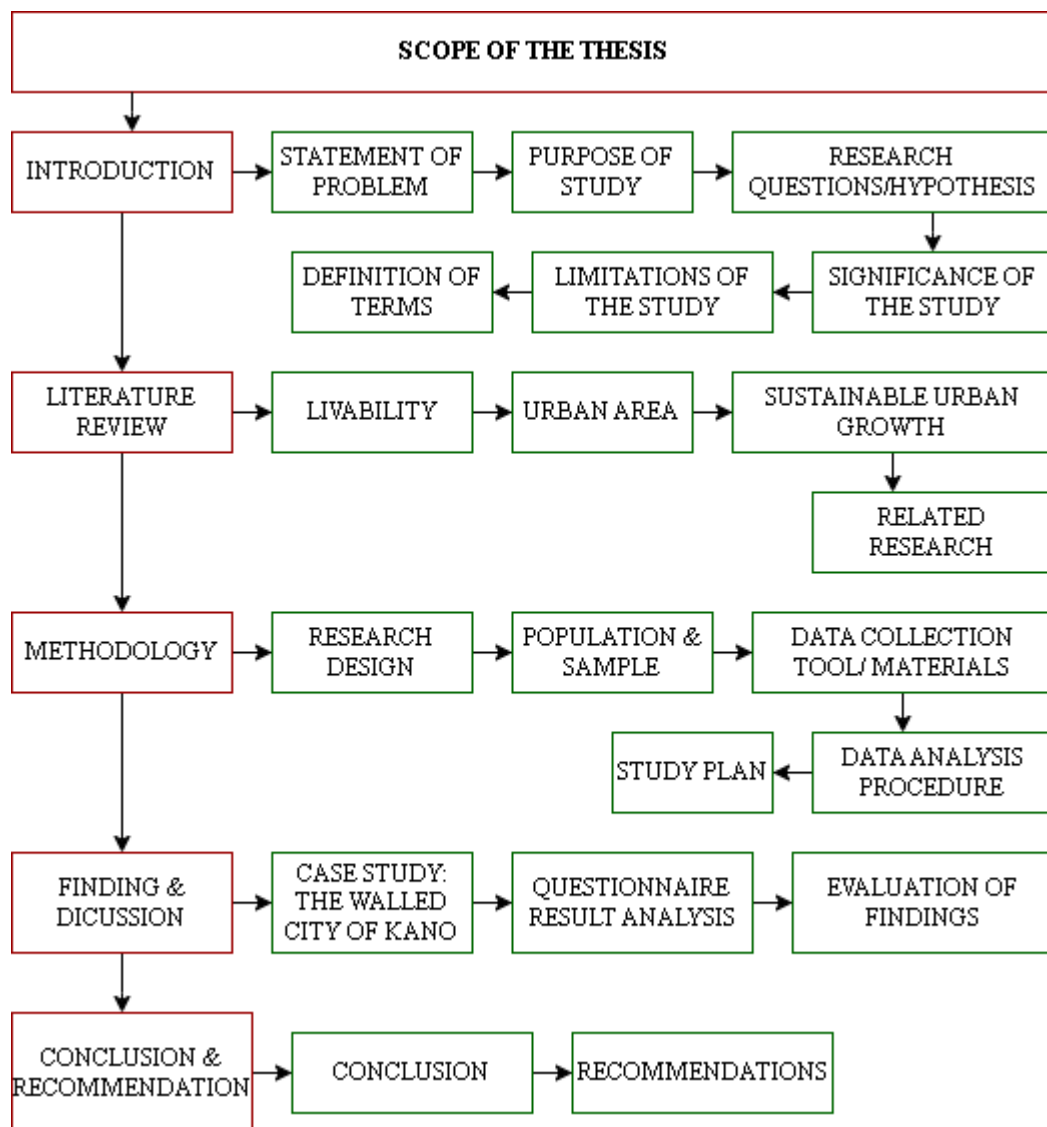 SCOPE OF THE THESIS
INTRODUCTION
STATEMENT OF
PROBLEM
PURPOSE OF
STUDY
RESEARCH
QUESTIONS/HYPOTHESIS
SIGNIFICANCE OF
THE STUDY
LIMITATIONS OF
THE STUDY
DEFINITION OF
TERMS
LITERATURE
REVIEW
LIVABILITY
URBAN AREA
SUSTAINABLE URBAN
GROWTH
RELATED
RESEARCH
METHODOLOGY
RESEARCH
DESIGN
POPULATION &
SAMPLE
DATA COLLECTION
TOOL/ MATERIALS
DATA ANALYSIS
PROCEDURE
STUDY PLAN
FINDING &
DICUSSION
CASE STUDY:
THE WALLED
CITY OF KANO
QUESTIONNAIRE
RESULT ANALYSIS
EVALUATION OF
FINDINGS
CONCLUSION &
RECOMMENDATION
CONCLUSION
RECOMMENDATIONS